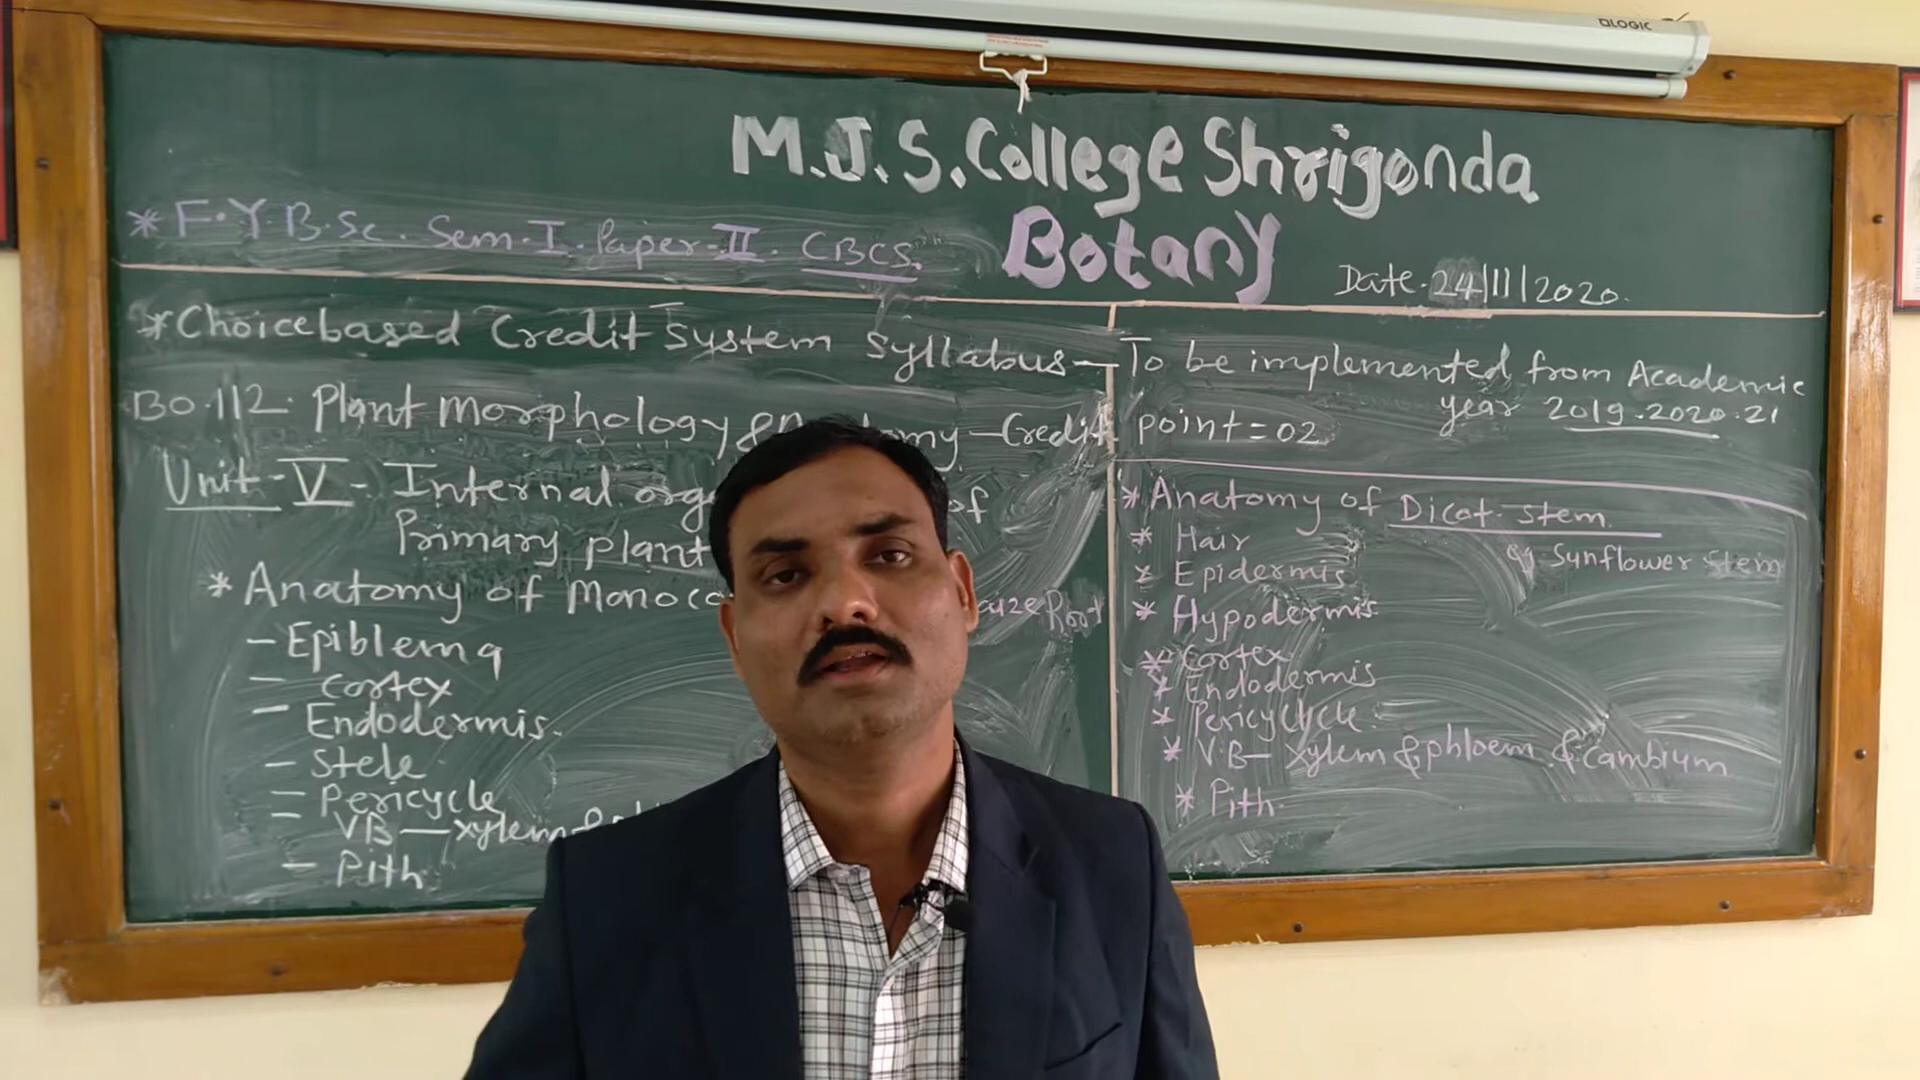 QLOGIC
M.J.S. College Shrigonda
* F.Y.B.Sc. Sem-I. Paper-II. CBCS.
Botany
Date. 24/11/2020.
* Choicebased Credit System Syllabus — To be implemented from Academic
year 2019.2020.21
BO.112. Plant Morphology & — Credit point = 02
Unit-V - Internal of
Primary plant
* Anatomy of Root
- Epiblema
- Cortex
- Endodermis.
- Stele
- Pericycle
- VB — xylem &
- Pith
* Anatomy of Dicot. stem.
eg Sunflower stem
* Hair
* Epidermis
* Hypodermis
* Cortex
* Endodermis
* Pericylcle.
* V.B — xylem & phloem & Cambium
* Pith.